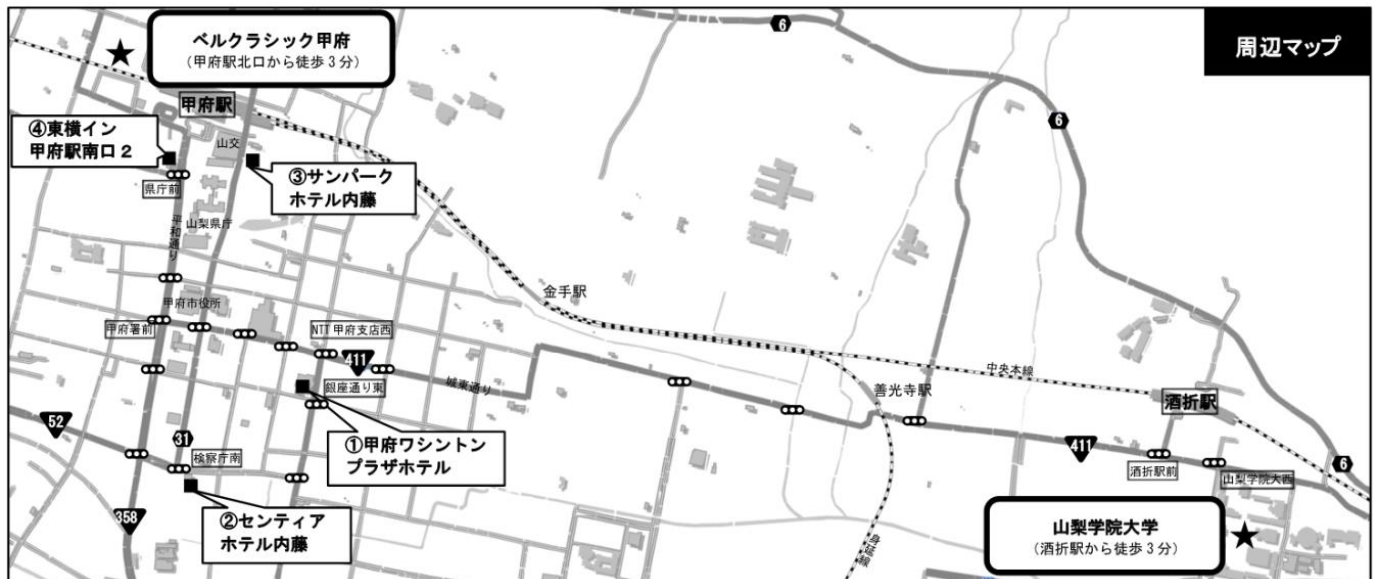 周辺マップ
6
ベルクラシック甲府
（甲府駅北口から徒歩3分）
甲府駅
④東横イン
甲府駅南口2
山交
③サンパーク
ホテル内藤
県庁前
山梨県庁
平和通り
6
金手駅
甲府市役所
甲府署前
NTT甲府支店西
411
銀座通り東
城東通り
中央本線
善光寺駅
酒折駅
52
31
検察庁南
①甲府ワシントン
プラザホテル
411
酒折駅前
山梨学院大西
6
②センティア
ホテル内藤
358
身延線
山梨学院大学
（酒折駅から徒歩3分）